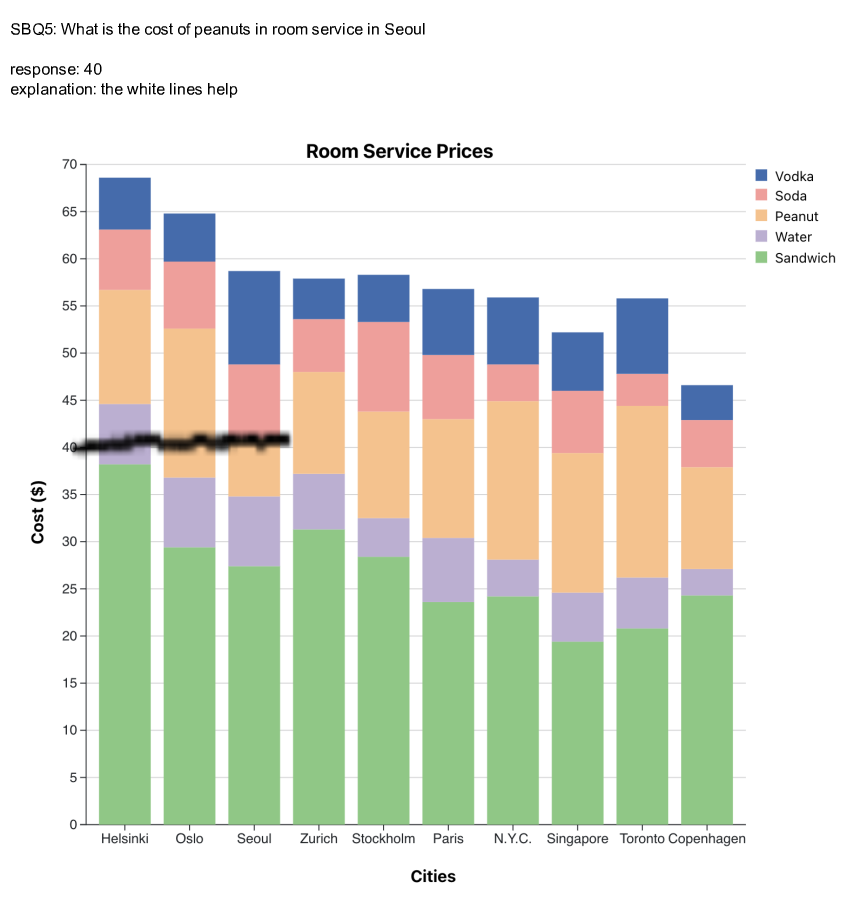 SBQ5: What is the cost of peanuts in room service in Seoul
response: 40
explanation: the white lines help
Room Service Prices
70
65
60
55
50
45
40
35
30
25
20
15
10
5
0
Cost ($)
Vodka
Soda
Peanut
Water
Sandwich
Helsinki Oslo Seoul Zurich Stockholm Paris N.Y.C. Singapore Toronto Copenhagen
Cities